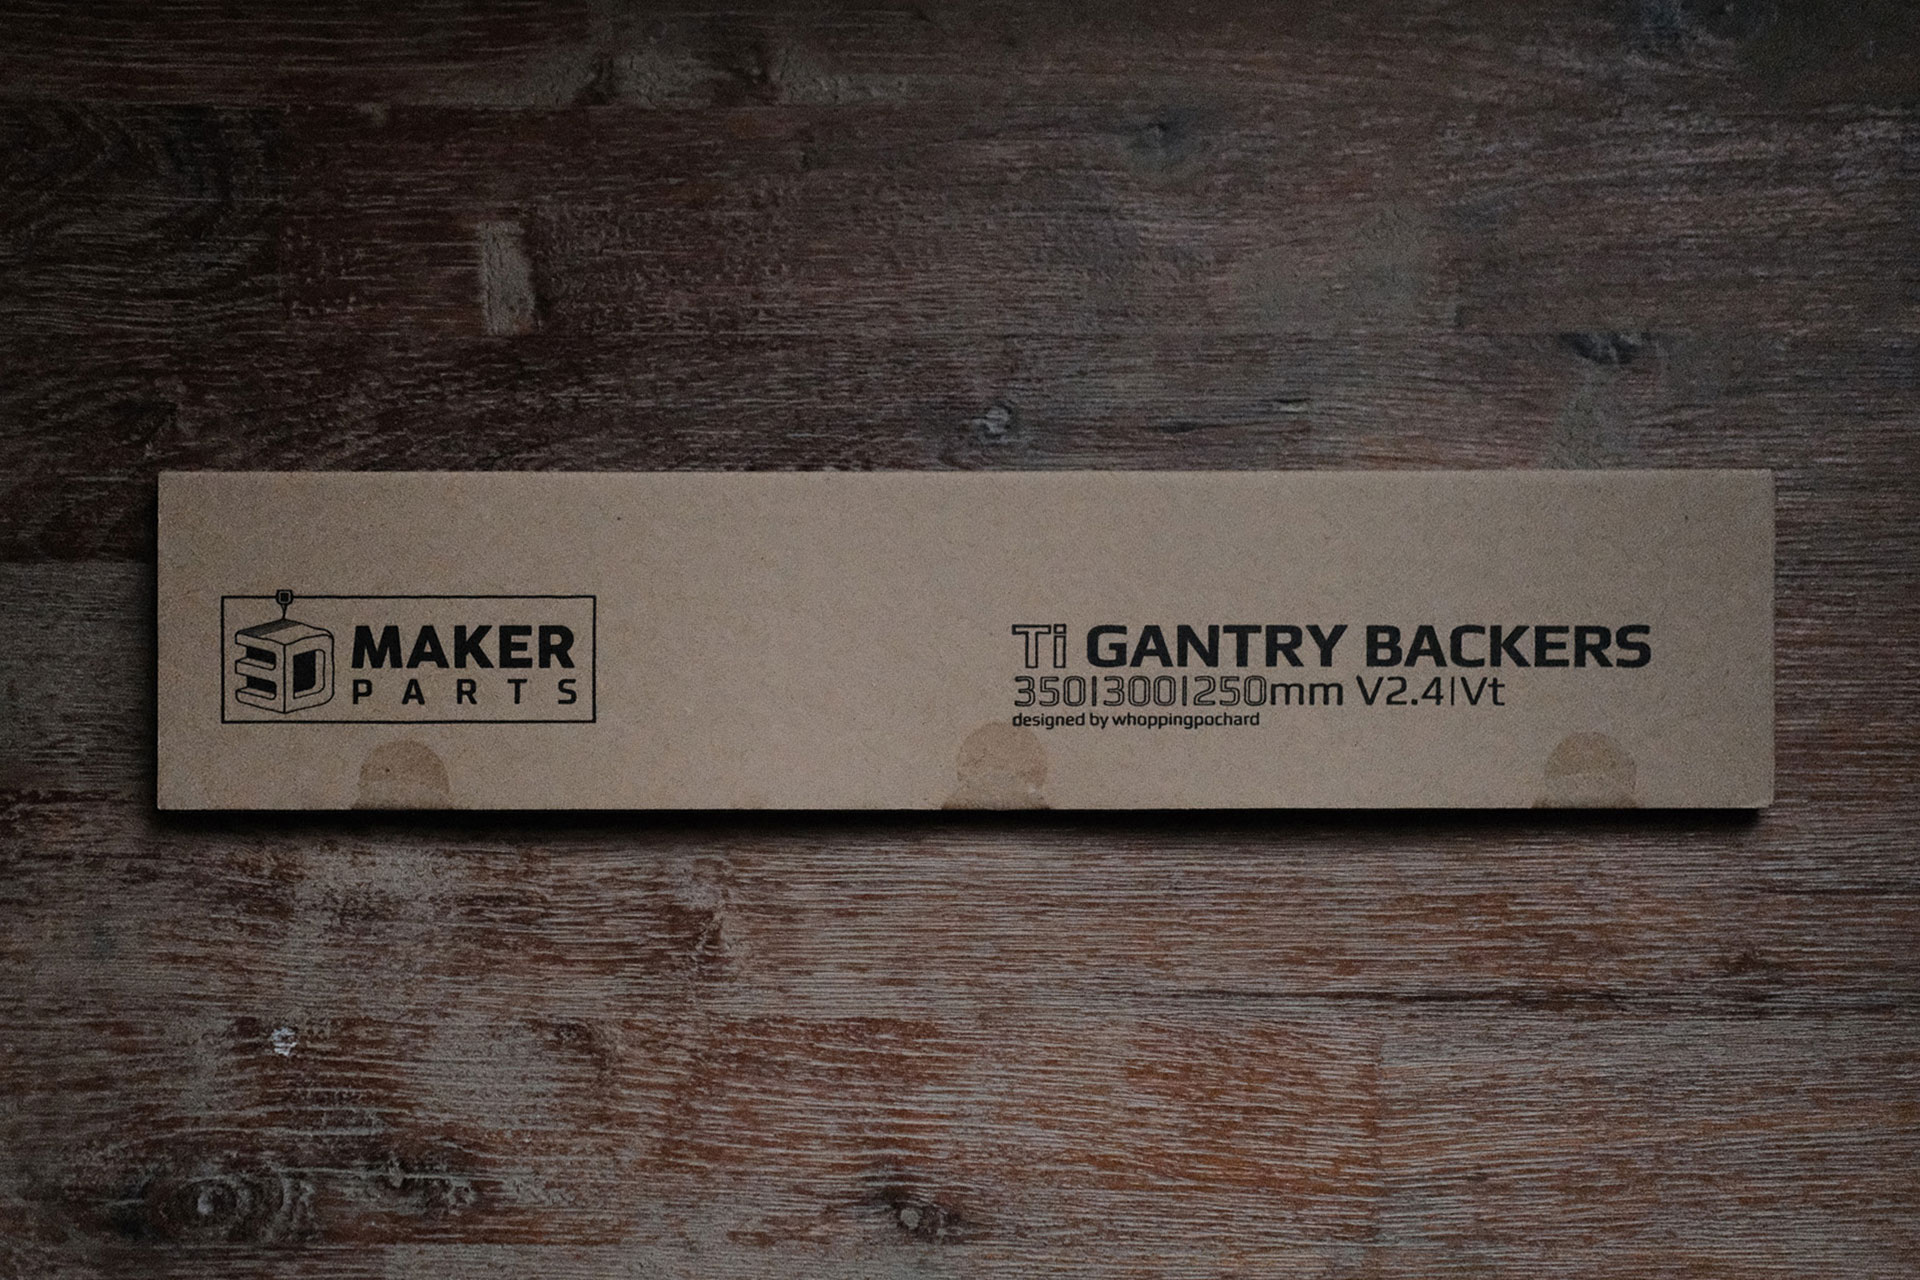 3D MAKER
PARTS
Ti GANTRY BACKERS
350|300|250mm V2.4|Vt
designed by whoppingpochard